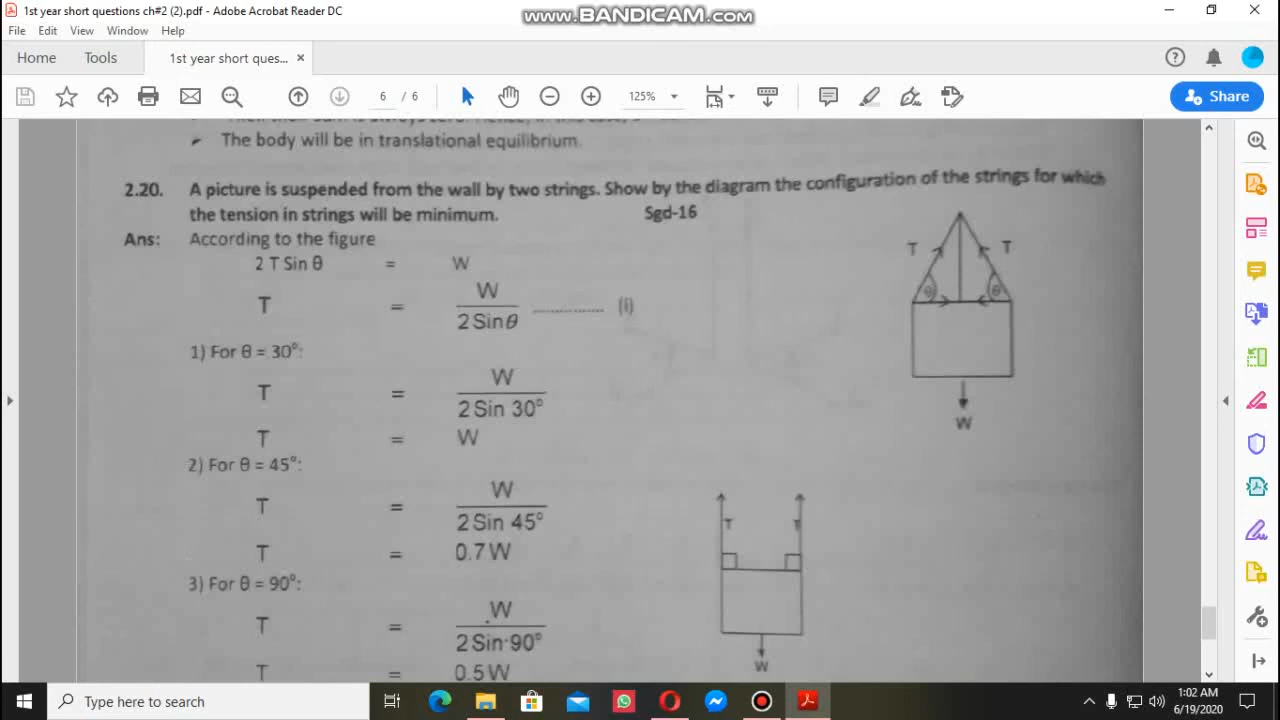 1st year short questions ch#2 (2).pdf - Adobe Acrobat Reader DC
www.BANDICAM.com
File Edit View Window Help
Home Tools 1st year short ques... ×
6 / 6 125% Share
The body will be in translational equilibrium.
2.20. A picture is suspended from the wall by two strings. Show by the diagram the configuration of the strings for which
the tension in strings will be minimum. Sgd-16
Ans: According to the figure
2 T Sin θ = W
T = W / 2 Sinθ ............ (i)
1) For θ = 30°:
T = W / 2 Sin 30°
T = W
2) For θ = 45°:
T = W / 2 Sin 45°
T = 0.7W
3) For θ = 90°:
T = W / 2 Sin 90°
T = 0.5W
T T
θ θ
W
T T
W
Type here to search
1:02 AM
6/19/2020